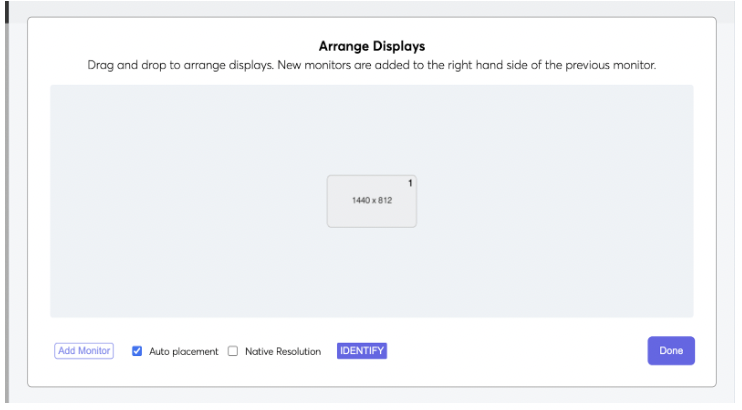 Arrange Displays
Drag and drop to arrange displays. New monitors are added to the right hand side of the previous monitor.
1
1440 x 812
Add Monitor Auto placement Native Resolution IDENTIFY Done